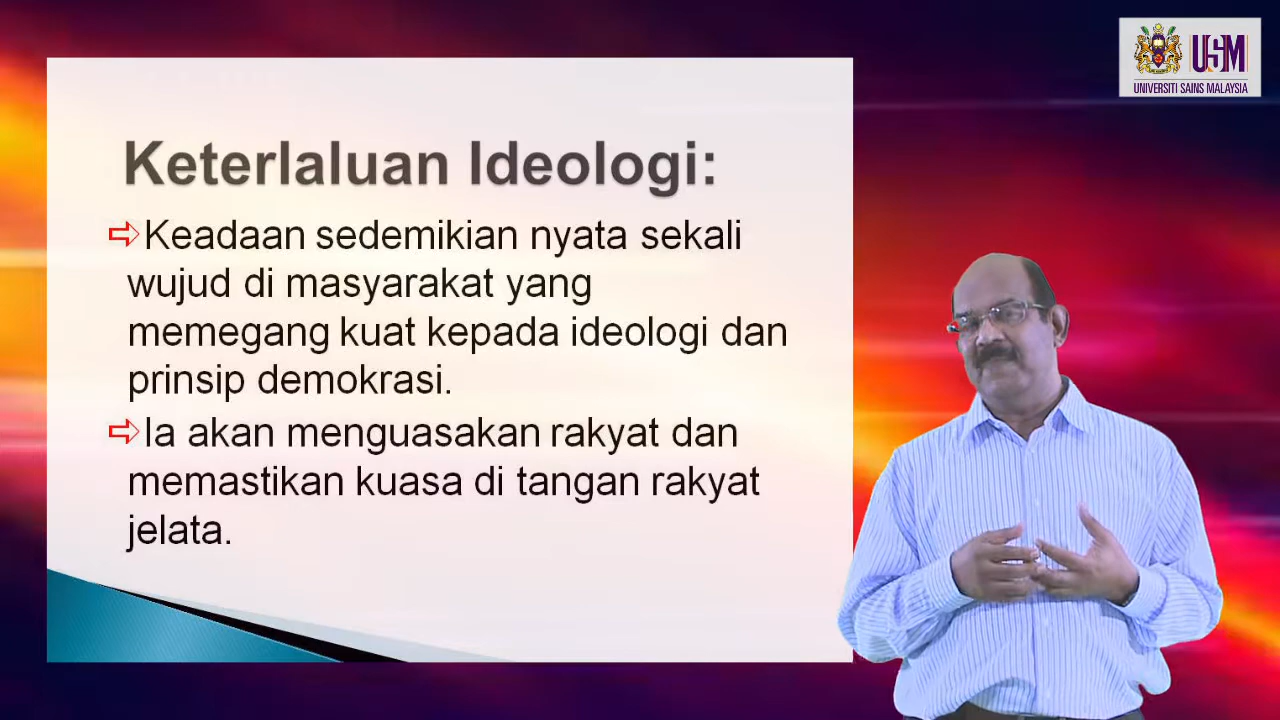 USM
UNIVERSITI SAINS MALAYSIA
Keterlaluan Ideologi:
Keadaan sedemikian nyata sekali
wujud di masyarakat yang
memegang kuat kepada ideologi dan
prinsip demokrasi.
Ia akan menguasakan rakyat dan
memastikan kuasa di tangan rakyat
jelata.